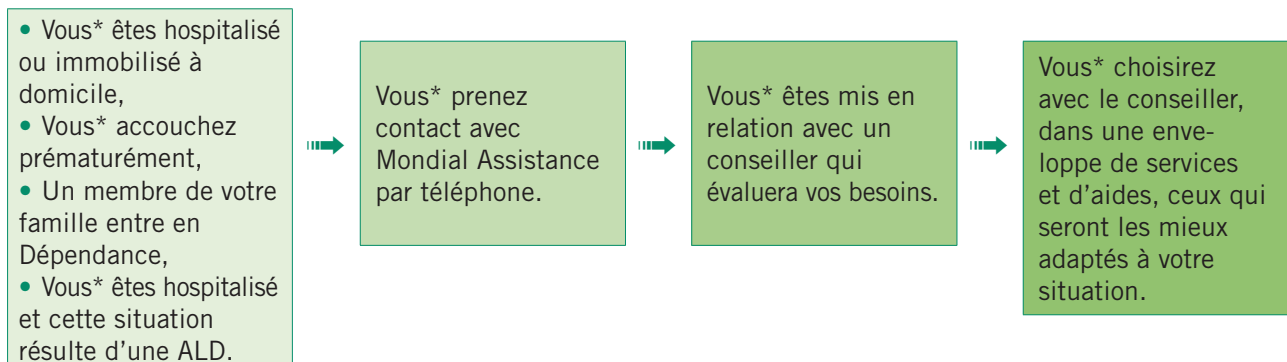 • Vous* êtes hospitalisé
ou immobilisé à
domicile,
• Vous* accouchez
prématurément,
• Un membre de votre
famille entre en
Dépendance,
• Vous* êtes hospitalisé
et cette situation
résulte d’une ALD.
Vous* prenez
contact avec
Mondial Assistance
par téléphone.
Vous* êtes mis en
relation avec un
conseiller qui
évaluera vos besoins.
Vous* choisirez
avec le conseiller,
dans une enve-
loppe de services
et d’aides, ceux qui
seront les mieux
adaptés à votre
situation.